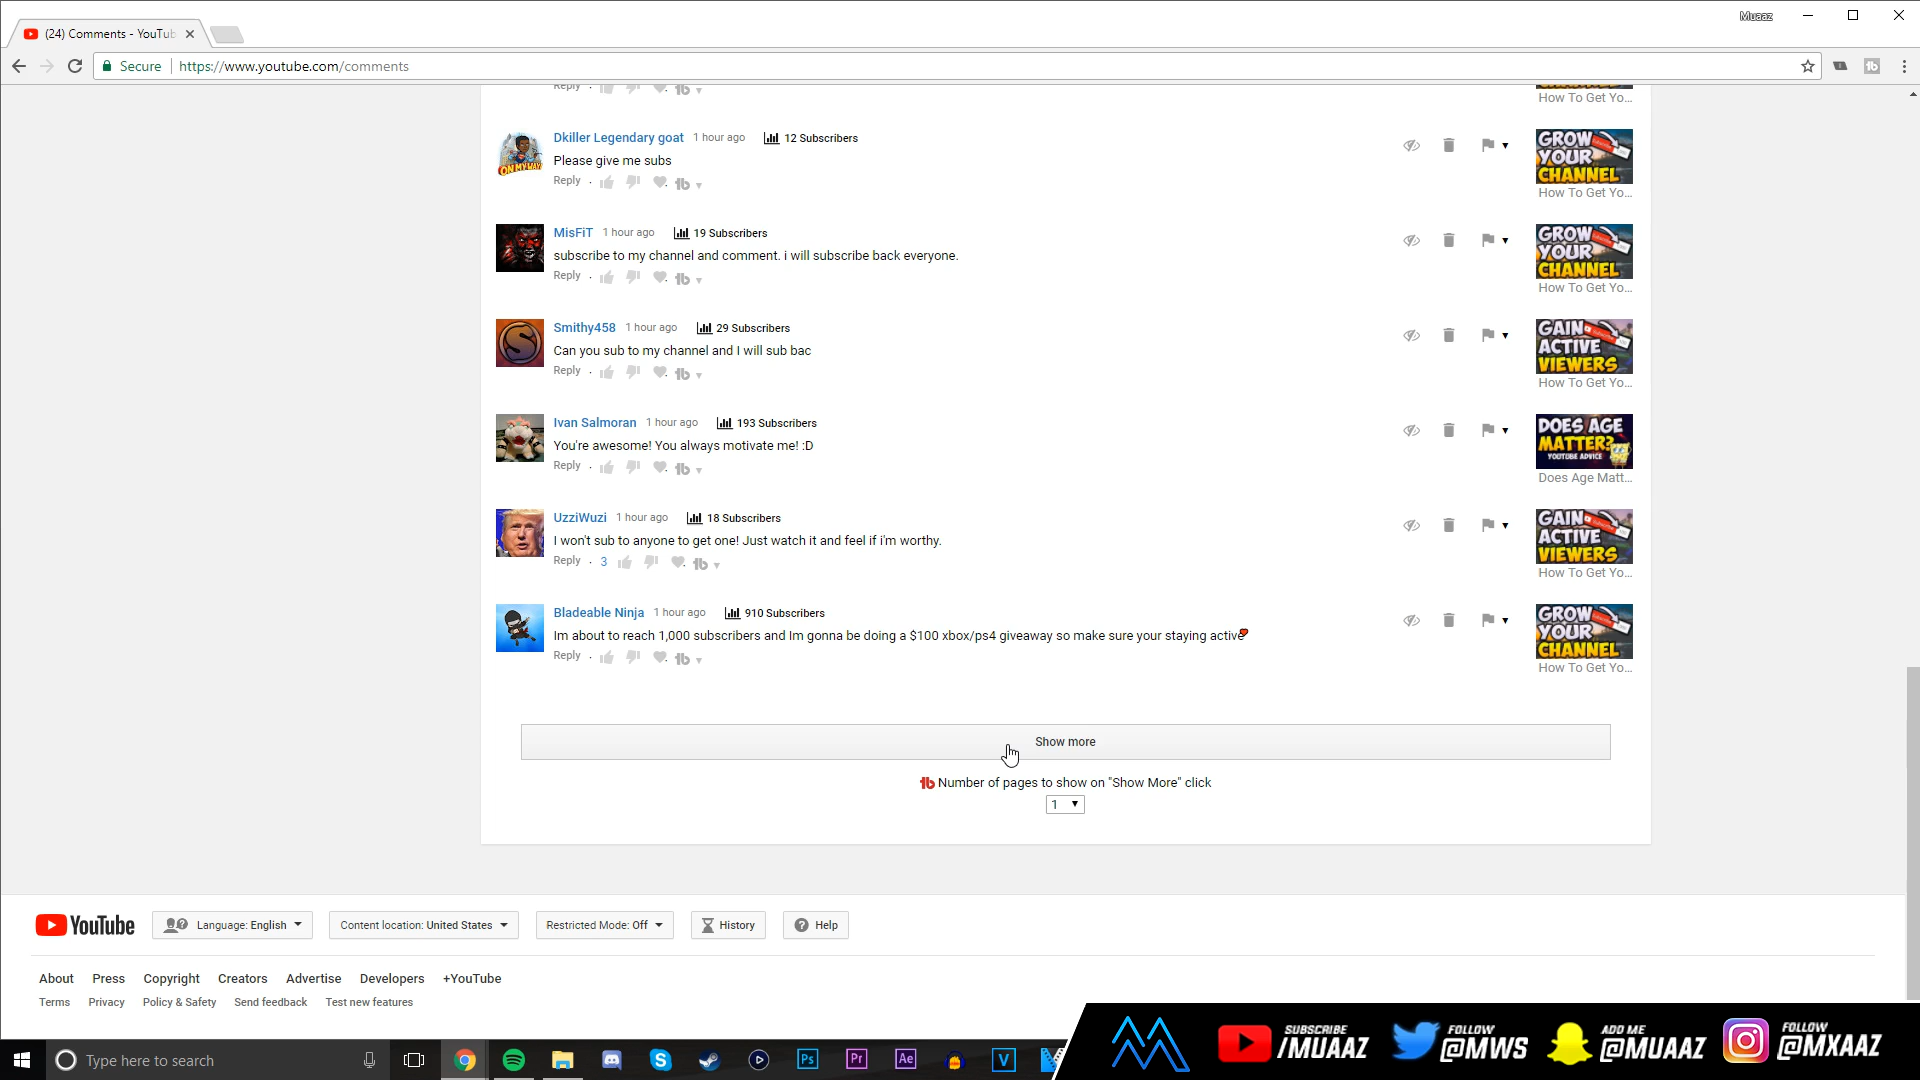 Muaaz
(24) Comments - YouTub
Secure https://www.youtube.com/comments
Reply
How To Get Yo...
Dkiller Legendary goat 1 hour ago 12 Subscribers
Please give me subs
Reply
GROW YOUR CHANNEL
How To Get Yo...
MisFiT 1 hour ago 19 Subscribers
subscribe to my channel and comment. i will subscribe back everyone.
Reply
GROW YOUR CHANNEL
How To Get Yo...
Smithy458 1 hour ago 29 Subscribers
Can you sub to my channel and I will sub bac
Reply
GAIN ACTIVE VIEWERS
How To Get Yo...
Ivan Salmoran 1 hour ago 193 Subscribers
You're awesome! You always motivate me! :D
Reply
DOES AGE MATTER? YOUTUBE ADVICE
Does Age Matt...
UzziWuzi 1 hour ago 18 Subscribers
I won't sub to anyone to get one! Just watch it and feel if i'm worthy.
Reply 3
GAIN ACTIVE VIEWERS
How To Get Yo...
Bladeable Ninja 1 hour ago 910 Subscribers
Im about to reach 1,000 subscribers and Im gonna be doing a $100 xbox/ps4 giveaway so make sure your staying active
Reply
GROW YOUR CHANNEL
How To Get Yo...
Show more
Number of pages to show on "Show More" click
1
YouTube Language: English Content location: United States Restricted Mode: Off History Help
About Press Copyright Creators Advertise Developers +YouTube
Terms Privacy Policy & Safety Send feedback Test new features
Type here to search
SUBSCRIBE /MUAAZ
FOLLOW @MWS
ADD ME @MUAAZ
FOLLOW @MXAAZ